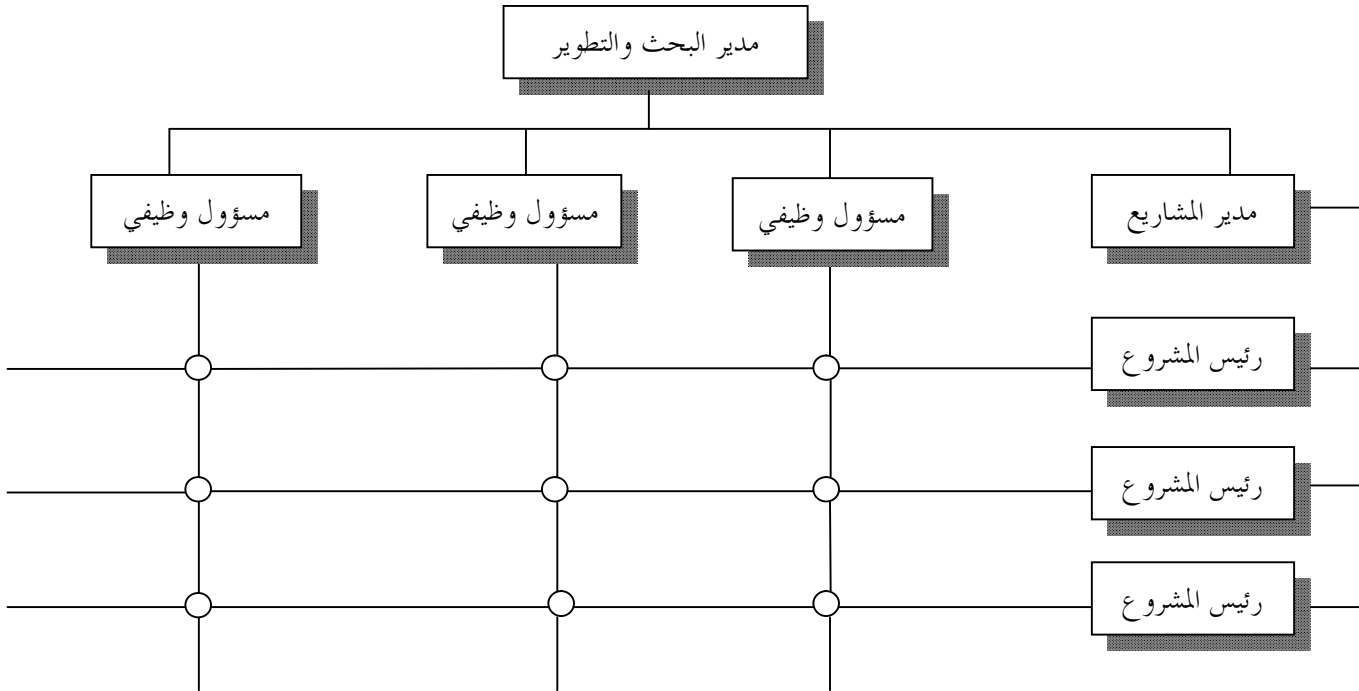 مدير البحث والتطوير
مدير المشاريع
مسؤول وظيفي
مسؤول وظيفي
مسؤول وظيفي
رئيس المشروع
رئيس المشروع
رئيس المشروع